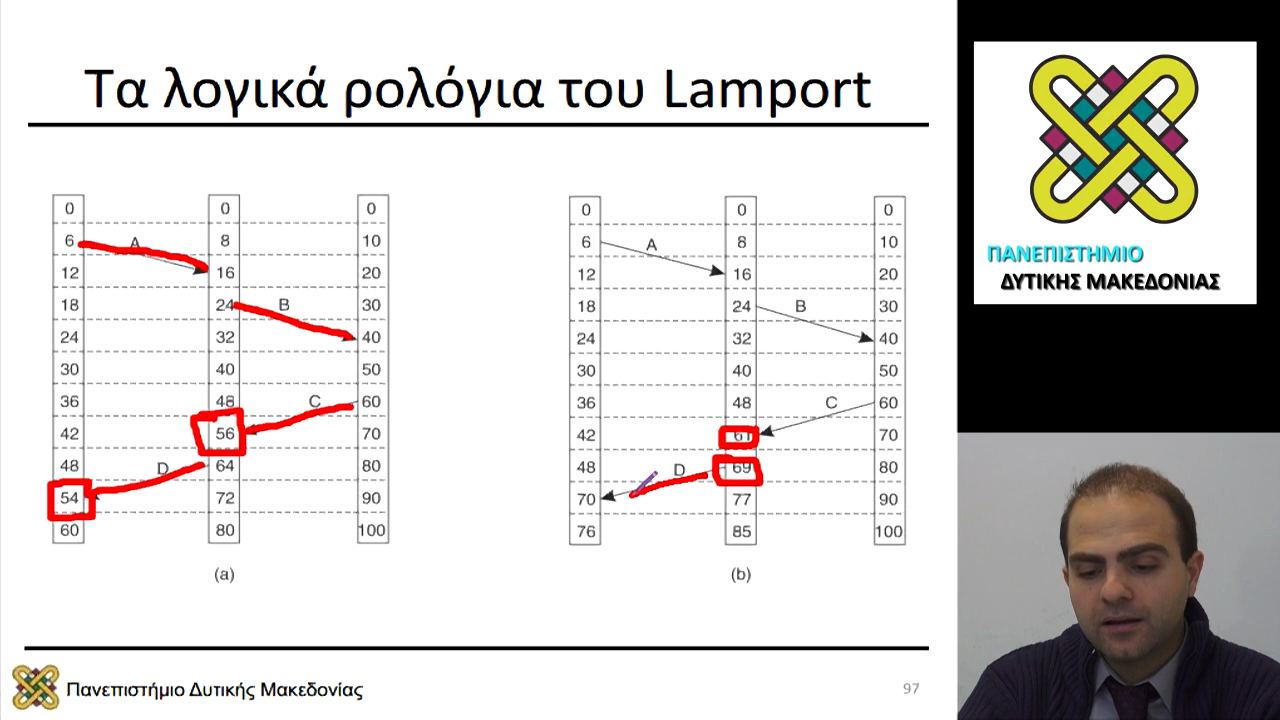 Τα λογικά ρολόγια του Lamport
0 0 0
6 A 8 10
12 16 20
18 24 B 30
24 32 40
30 40 50
36 48 C 60
42 56 70
48 D 64 80
54 72 90
60 80 100
(a)
0 0 0
6 A 8 10
12 16 20
18 24 B 30
24 32 40
30 40 50
36 48 C 60
42 61 70
48 D 69 80
70 77 90
76 85 100
(b)
Πανεπιστήμιο Δυτικής Μακεδονίας
97
ΠΑΝΕΠΙΣΤΗΜΙΟ
ΔΥΤΙΚΗΣ ΜΑΚΕΔΟΝΙΑΣ